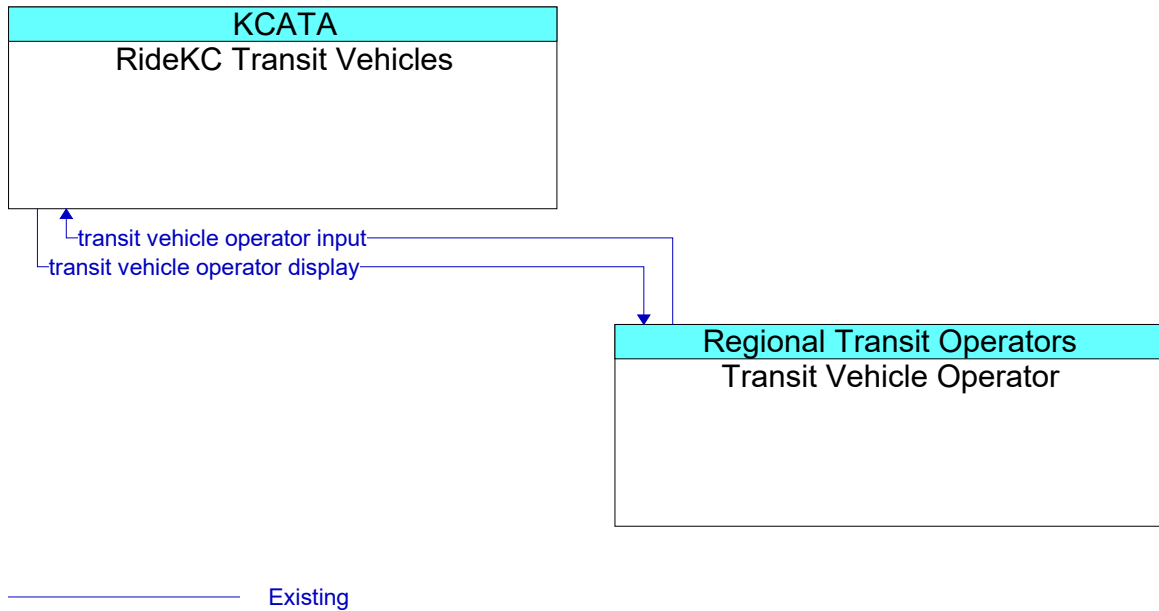 KCATA
RideKC Transit Vehicles
transit vehicle operator input
transit vehicle operator display
Regional Transit Operators
Transit Vehicle Operator
Existing